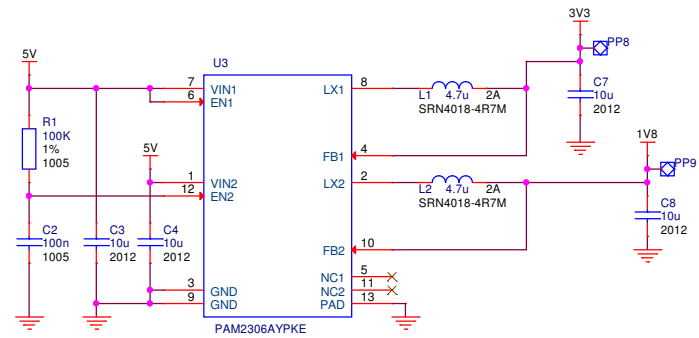 3V3
PP8
5V
U3
7
VIN1
LX1
8
6
EN1
L1
4.7u
2A
SRN4018-4R7M
C7
10u
2012
R1
100K
1%
1005
5V
4
FB1
1V8
PP9
1
VIN2
LX2
2
12
EN2
L2
4.7u
2A
SRN4018-4R7M
C8
10u
2012
C2
100n
1005
C3
10u
2012
C4
10u
2012
FB2
10
NC1
5
NC2
11
PAD
13
3
GND
9
GND
PAM2306AYPKE